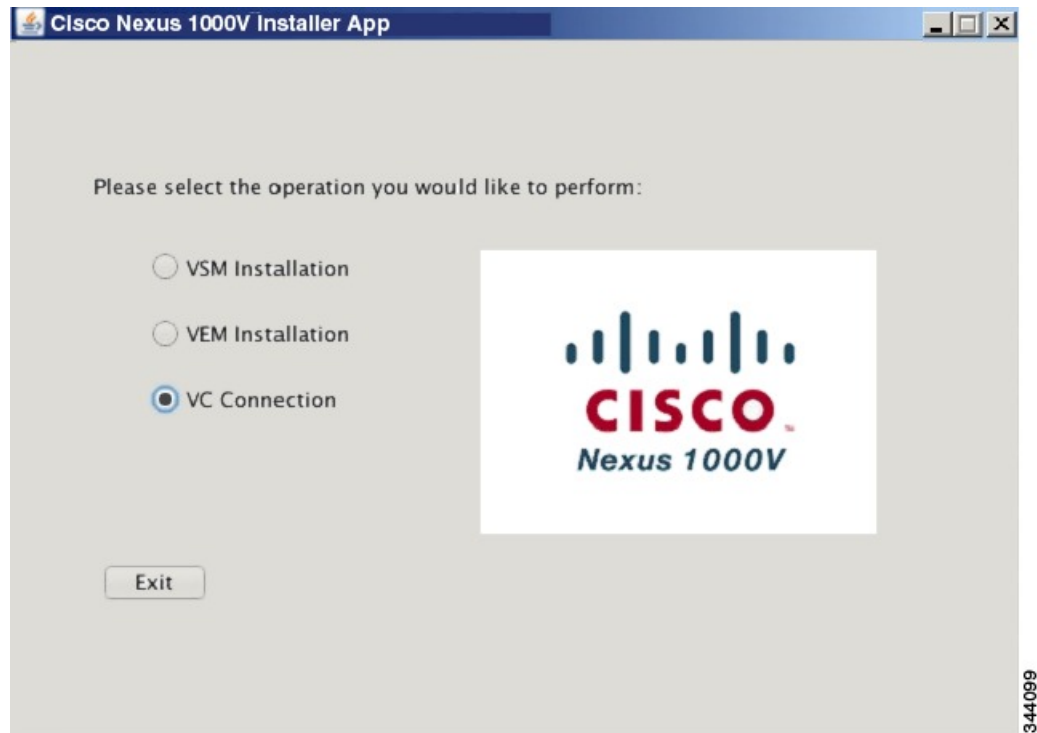 Cisco Nexus 1000V Installer App
Please select the operation you would like to perform:
VSM Installation
VEM Installation
VC Connection
CISCO
Nexus 1000V
Exit
344099